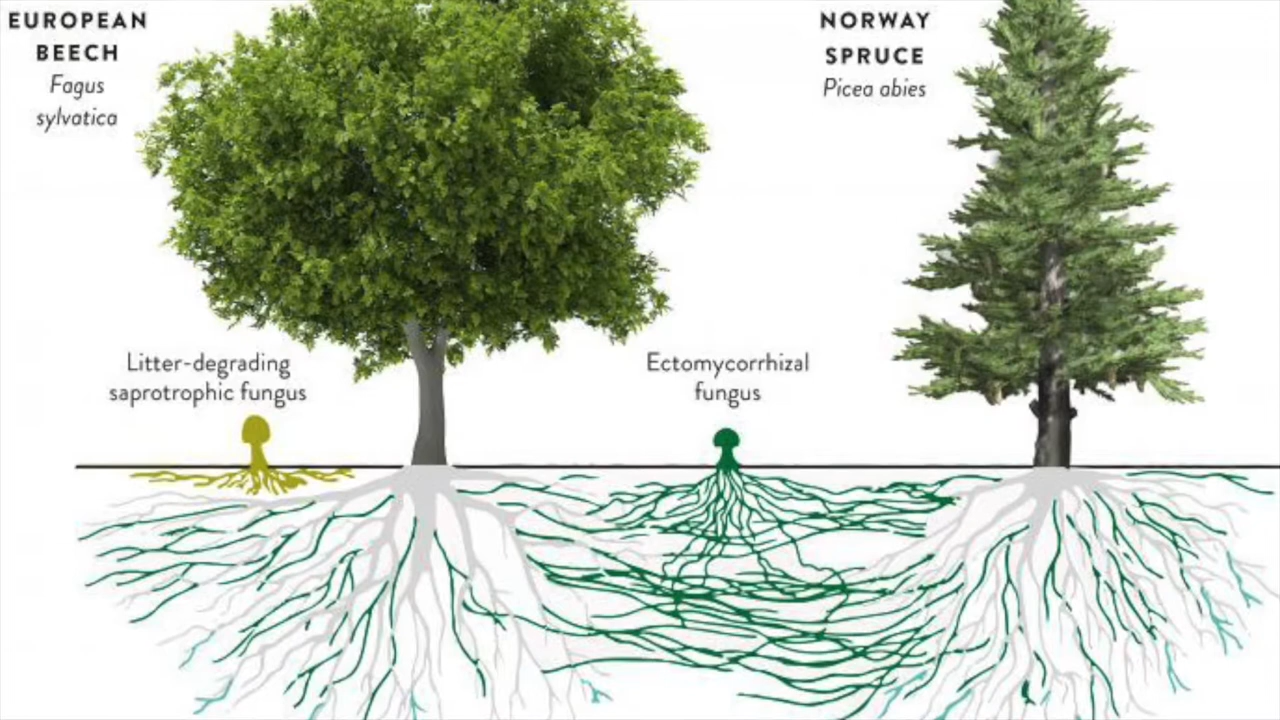 EUROPEAN
BEECH
Fagus
sylvatica
NORWAY
SPRUCE
Picea abies
Litter-degrading
saprotrophic fungus
Ectomycorrhizal
fungus